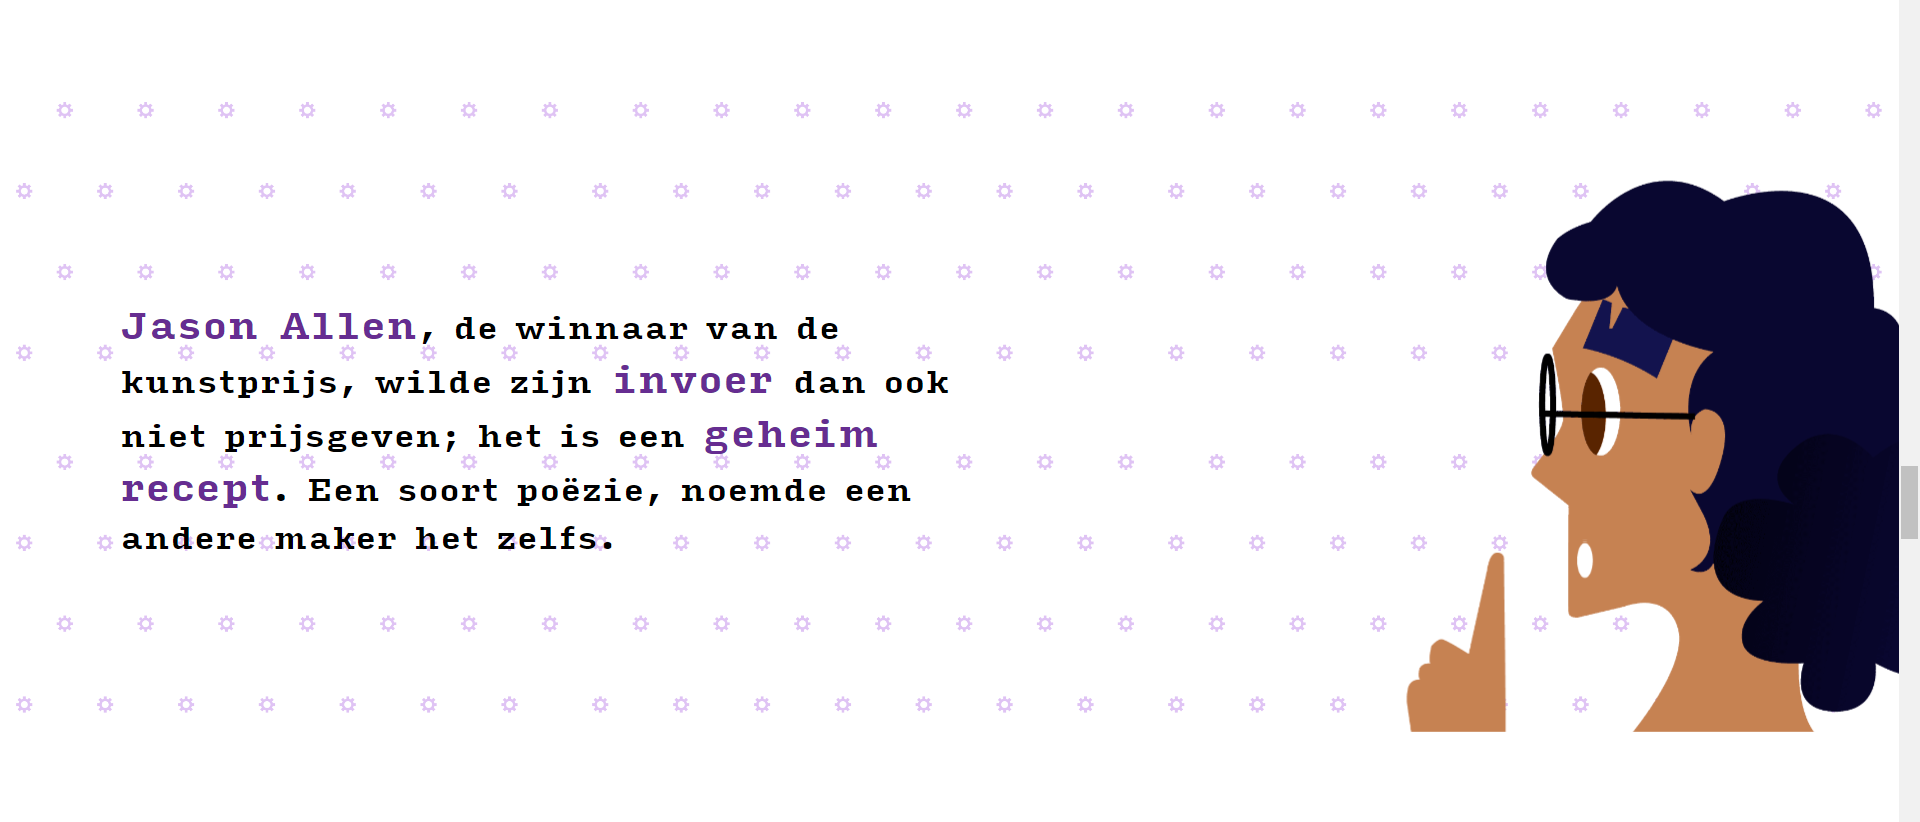 Jason Allen, de winnaar van de
kunstprijs, wilde zijn invoer dan ook
niet prijsgeven; het is een geheim
recept. Een soort poëzie, noemde een
andere maker het zelfs.